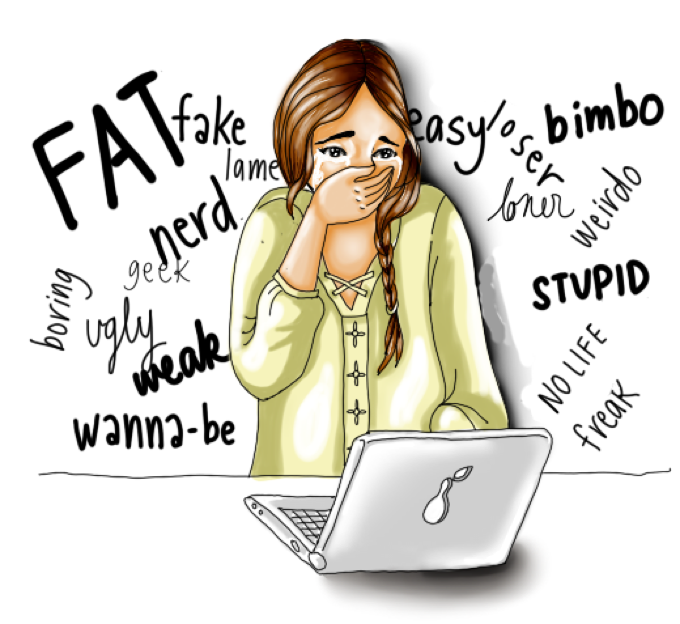 FAT
fake
lame
nerd
geek
boring
ugly
weak
wanna-be
easy
loser
bimbo
loner
weirdo
STUPID
NO LIFE
freak